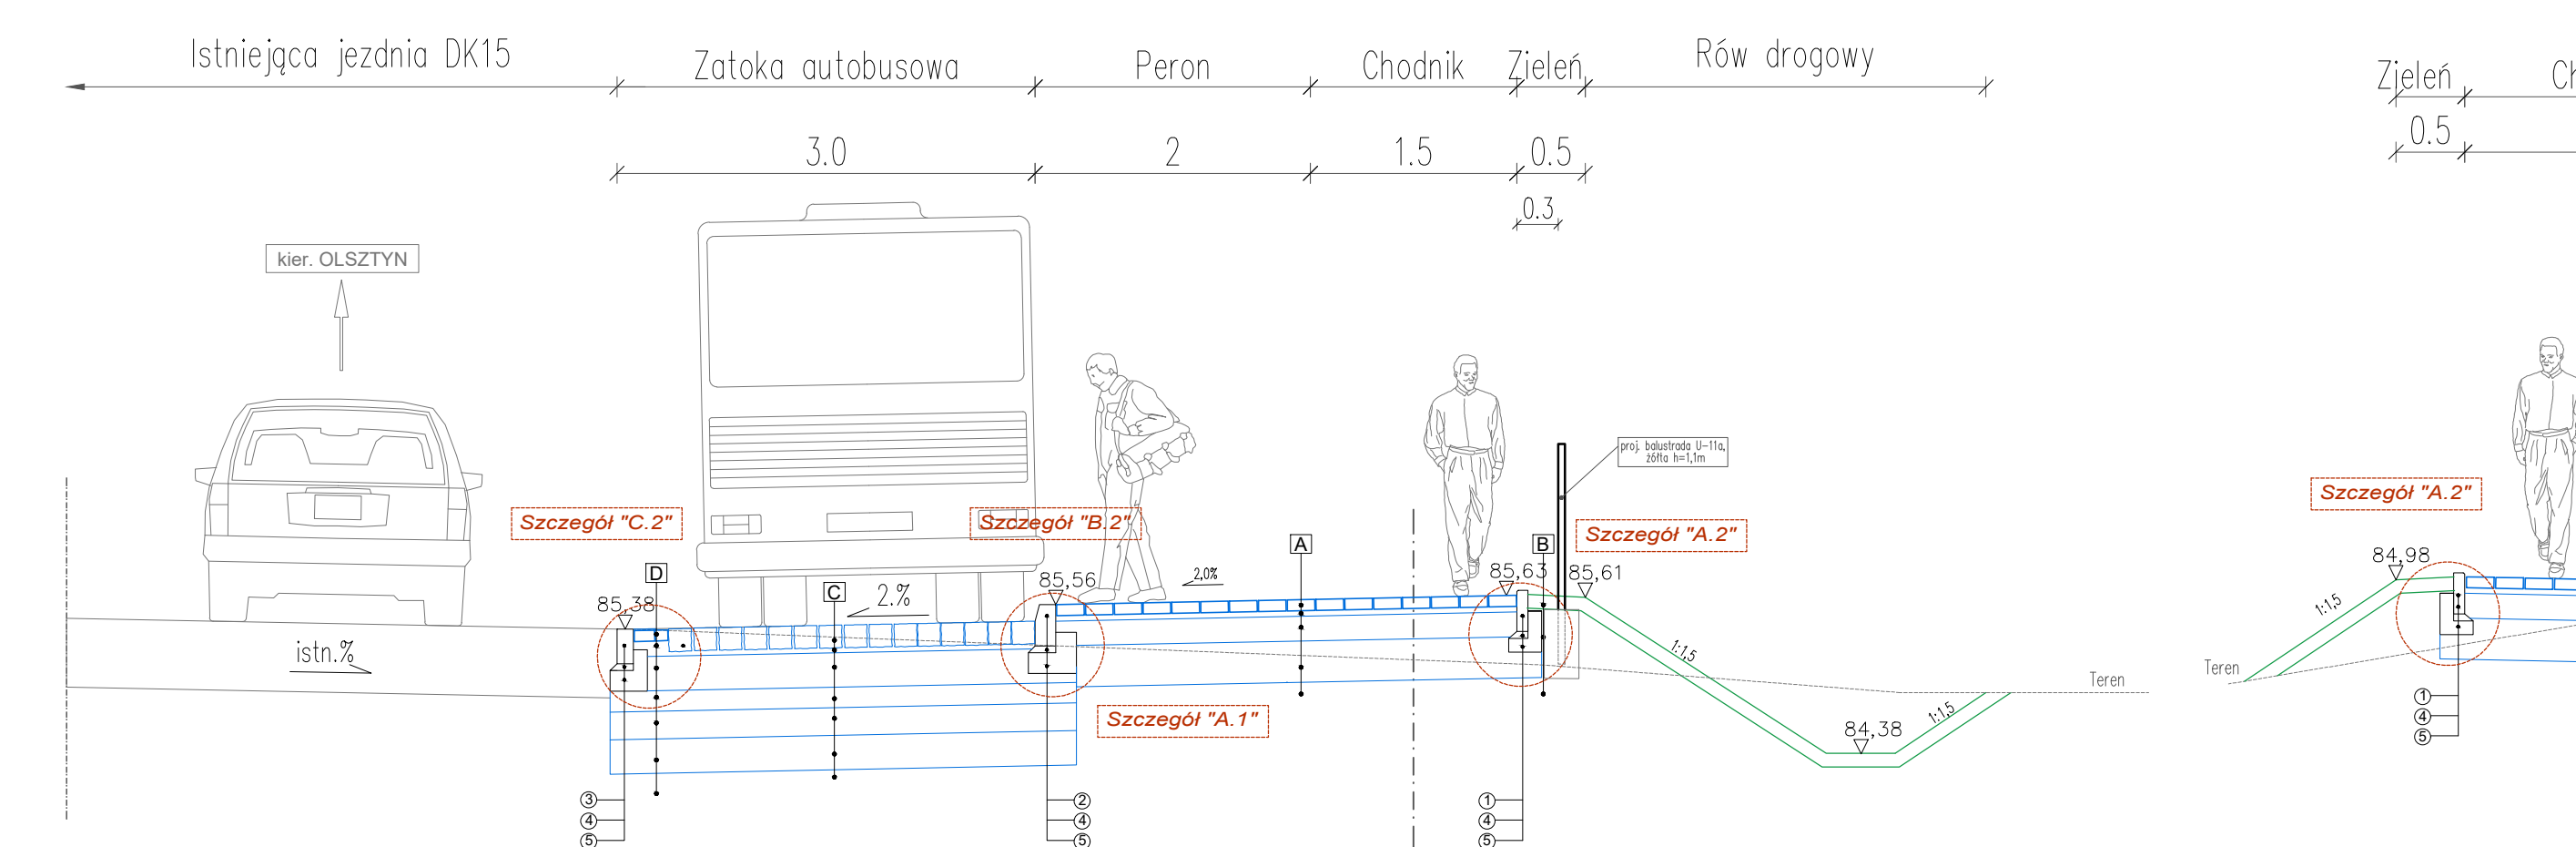 Istniejąca jezdnia DK15
Zatoka autobusowa
Peron
Chodnik
Zieleń
Rów drogowy
Zieleń
3.0
2
1.5
0.5
0.5
0.3
kier. OLSZTYN
proj. balustrada U-11a,
żółta h=1,1m
Szczegół "C.2"
Szczegół "B.2"
Szczegół "A.2"
Szczegół "A.2"
A
B
D
C
85,38
2.%
85,56
2,0%
85,63
85,61
84,98
istn.%
1:1,5
1:1,5
1:1,5
Teren
Teren
Szczegół "A.1"
84,38
3
4
5
2
4
5
1
4
5
1
4
5